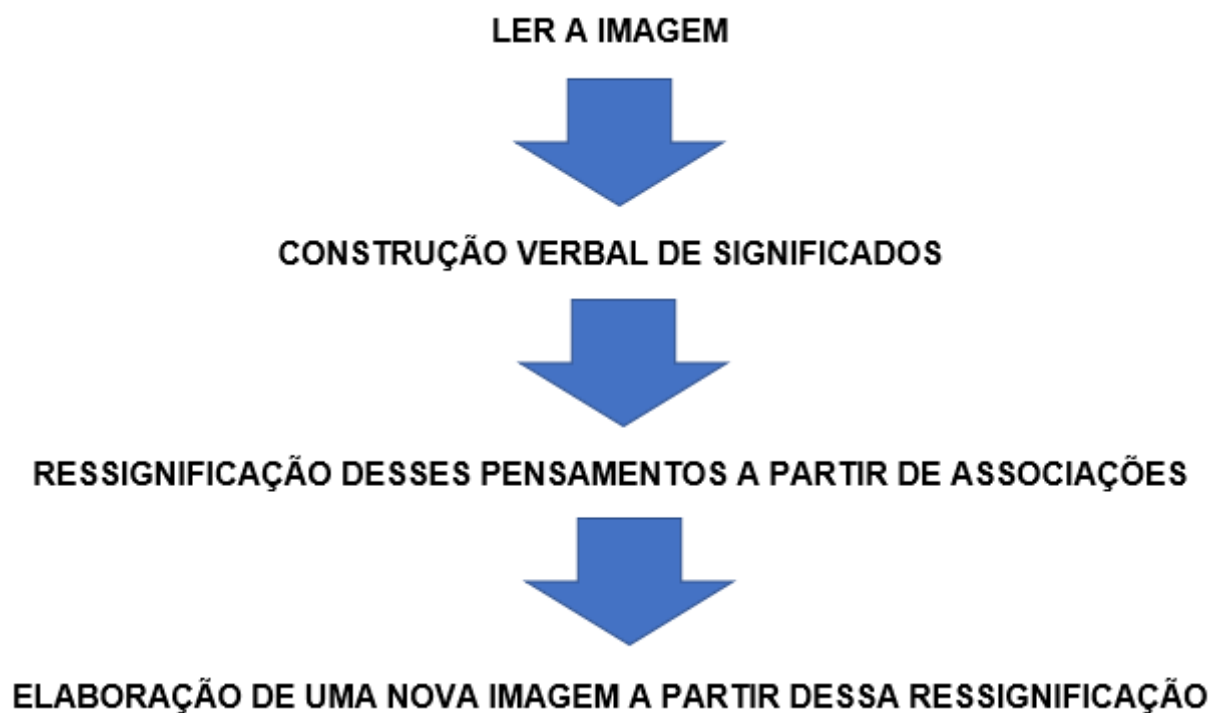 LER A IMAGEM
CONSTRUÇÃO VERBAL DE SIGNIFICADOS
RESSIGNIFICAÇÃO DESSES PENSAMENTOS A PARTIR DE ASSOCIAÇÕES
ELABORAÇÃO DE UMA NOVA IMAGEM A PARTIR DESSA RESSIGNIFICAÇÃO